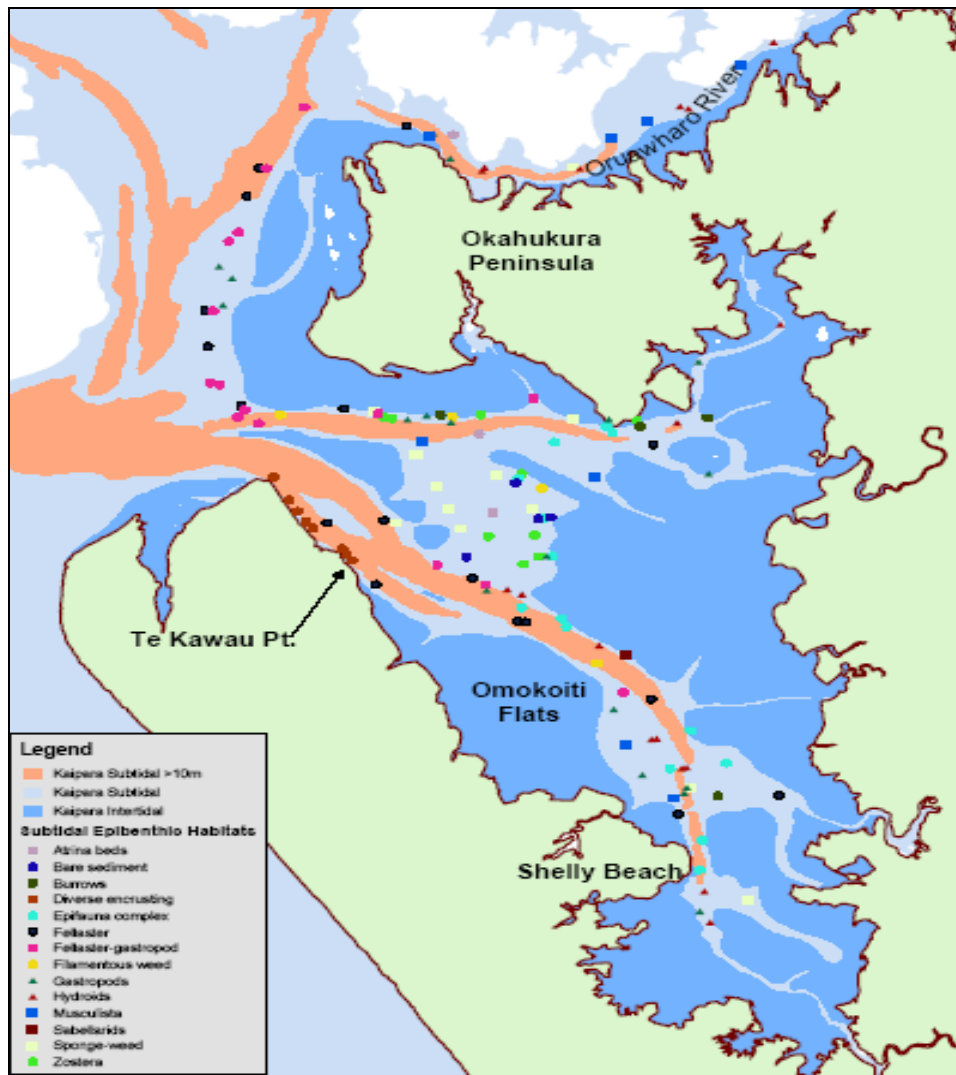 Oruawharo River
Okahukura
Peninsula
Te Kawau Pt.
Omokoiti
Flats
Shelly Beach
Legend
Kaipara Subtidal >10m
Kaipara Subtidal
Kaipara Intertidal
Subtidal Epibenthic Habitats
Atrina beds
Bare sediment
Burrows
Diverse encrusting
Epifauna complex
Fellaster
Fellaster-gastropod
Filamentous weed
Gastropods
Hydroids
Musculista
Sabellarids
Sponge-weed
Zostera